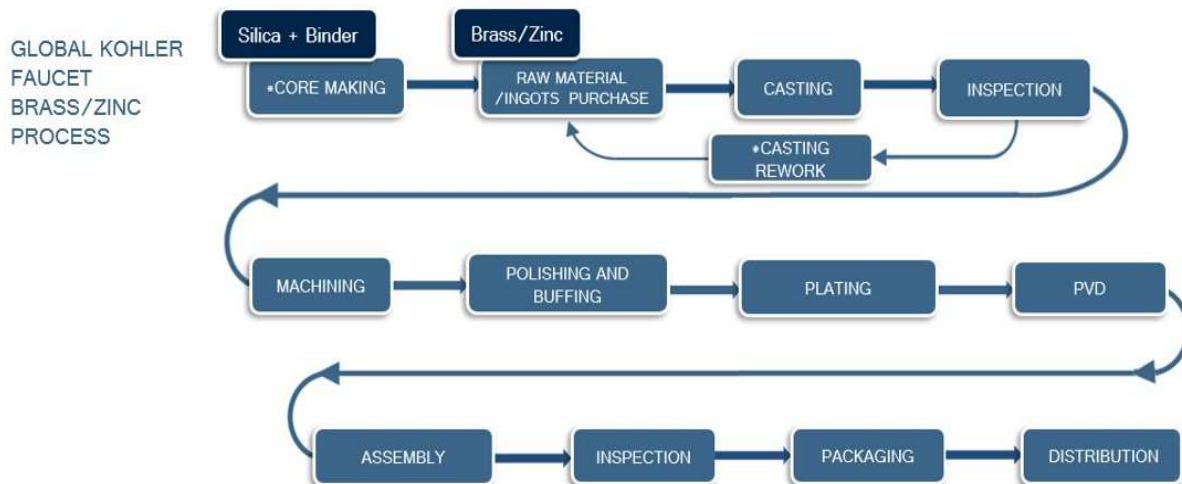 GLOBAL KOHLER
FAUCET
BRASS/ZINC
PROCESS
Silica + Binder
Brass/Zinc
*CORE MAKING
RAW MATERIAL
/INGOTS PURCHASE
CASTING
INSPECTION
*CASTING
REWORK
MACHINING
POLISHING AND
BUFFING
PLATING
PVD
ASSEMBLY
INSPECTION
PACKAGING
DISTRIBUTION